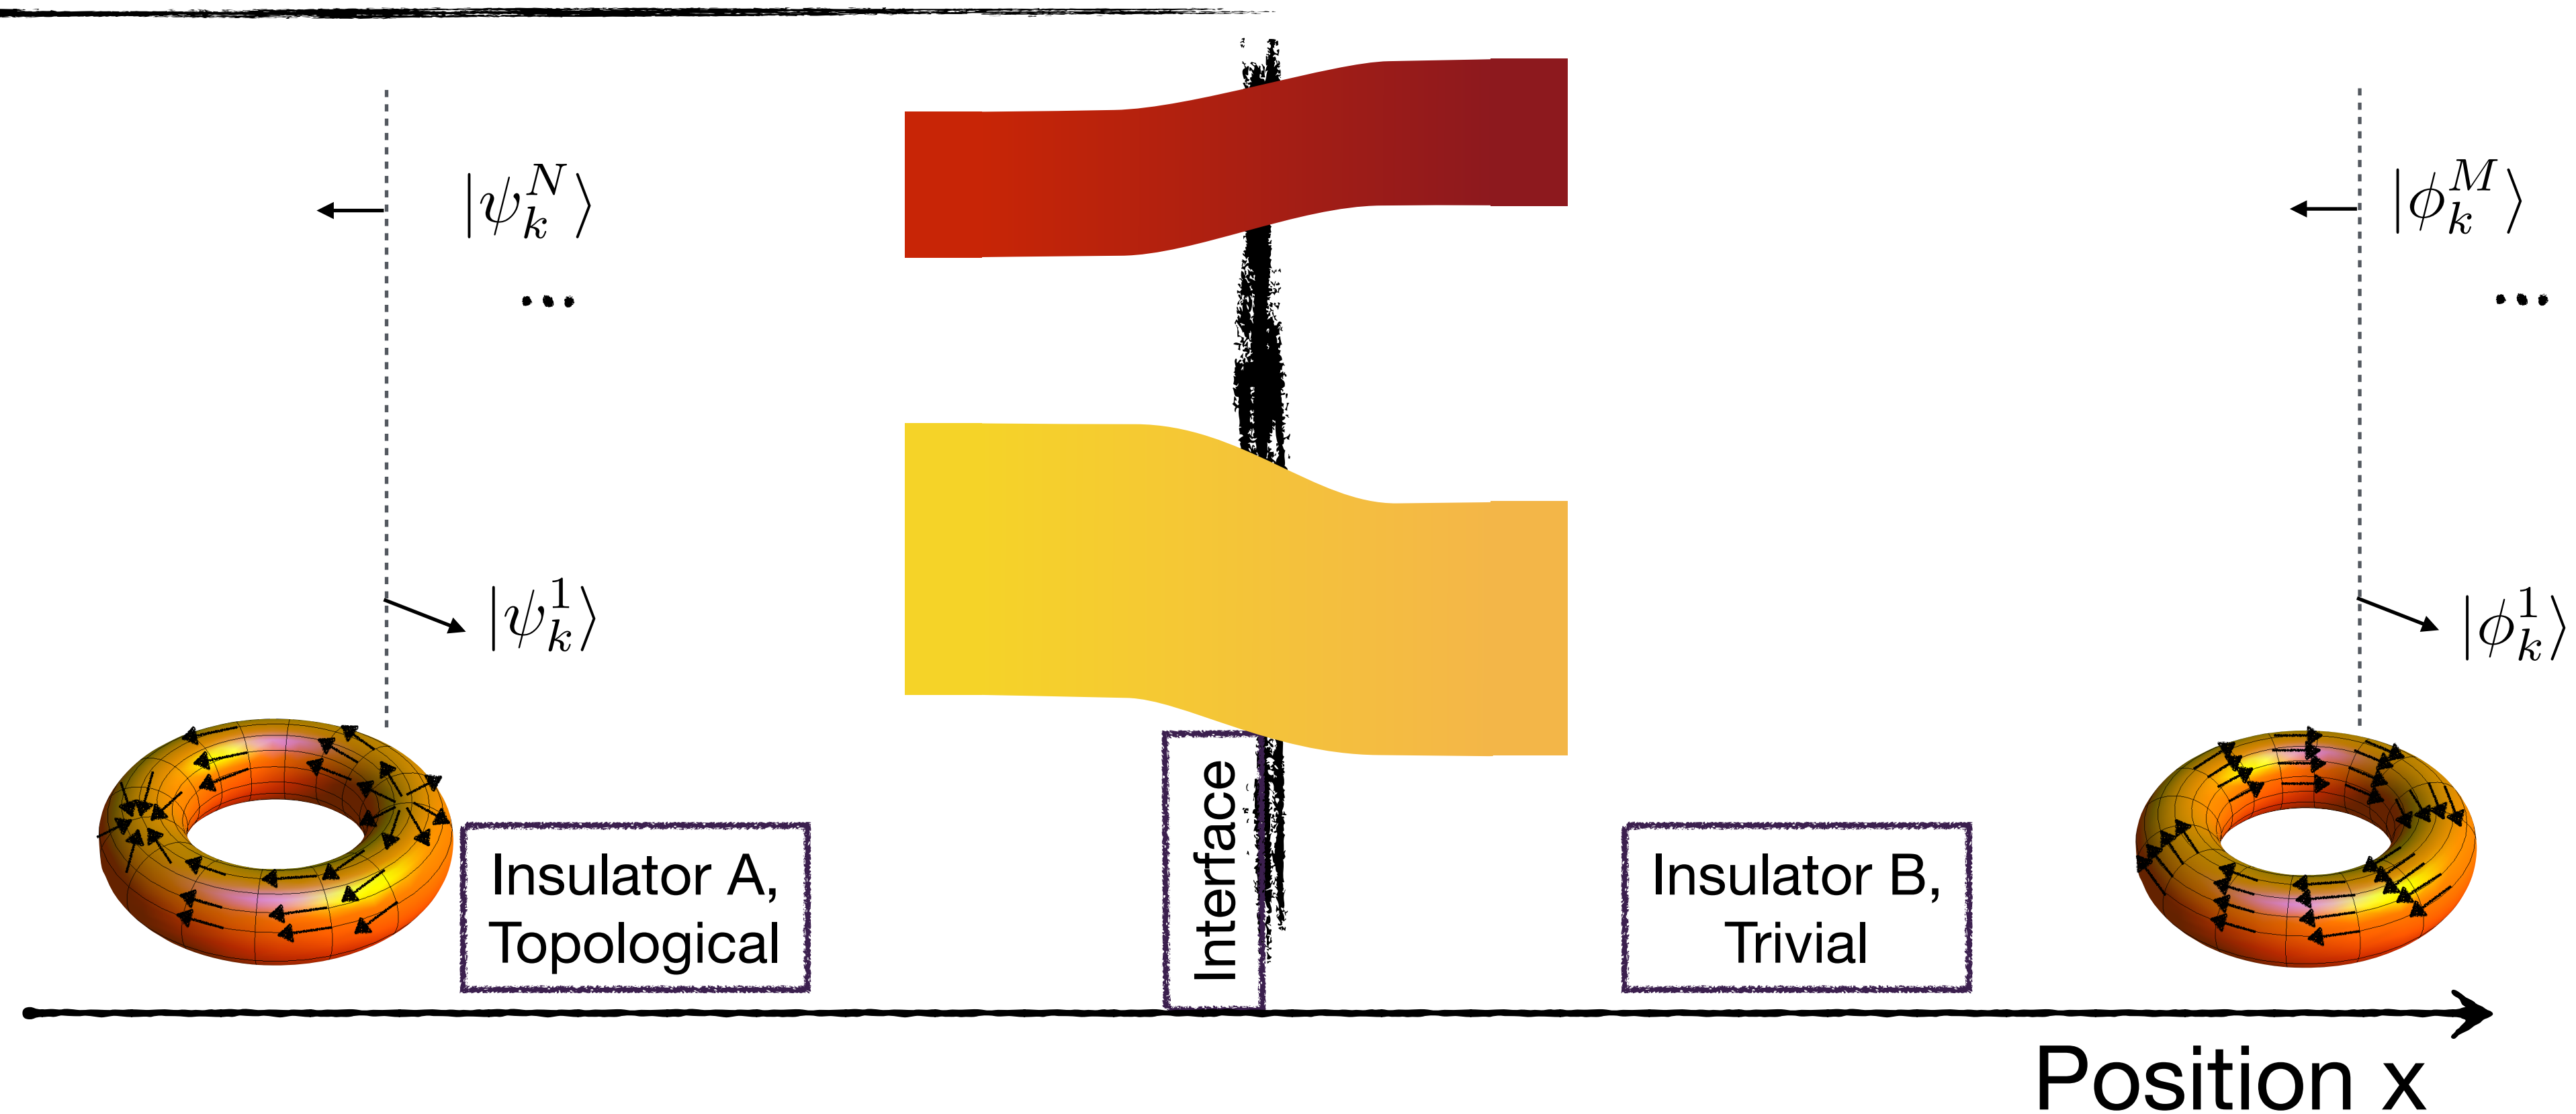 |ψ_k^N⟩
|ϕ_k^M⟩
...
...
|ψ_k^1⟩
|ϕ_k^1⟩
Insulator A,
Topological
Interface
Insulator B,
Trivial
Position x